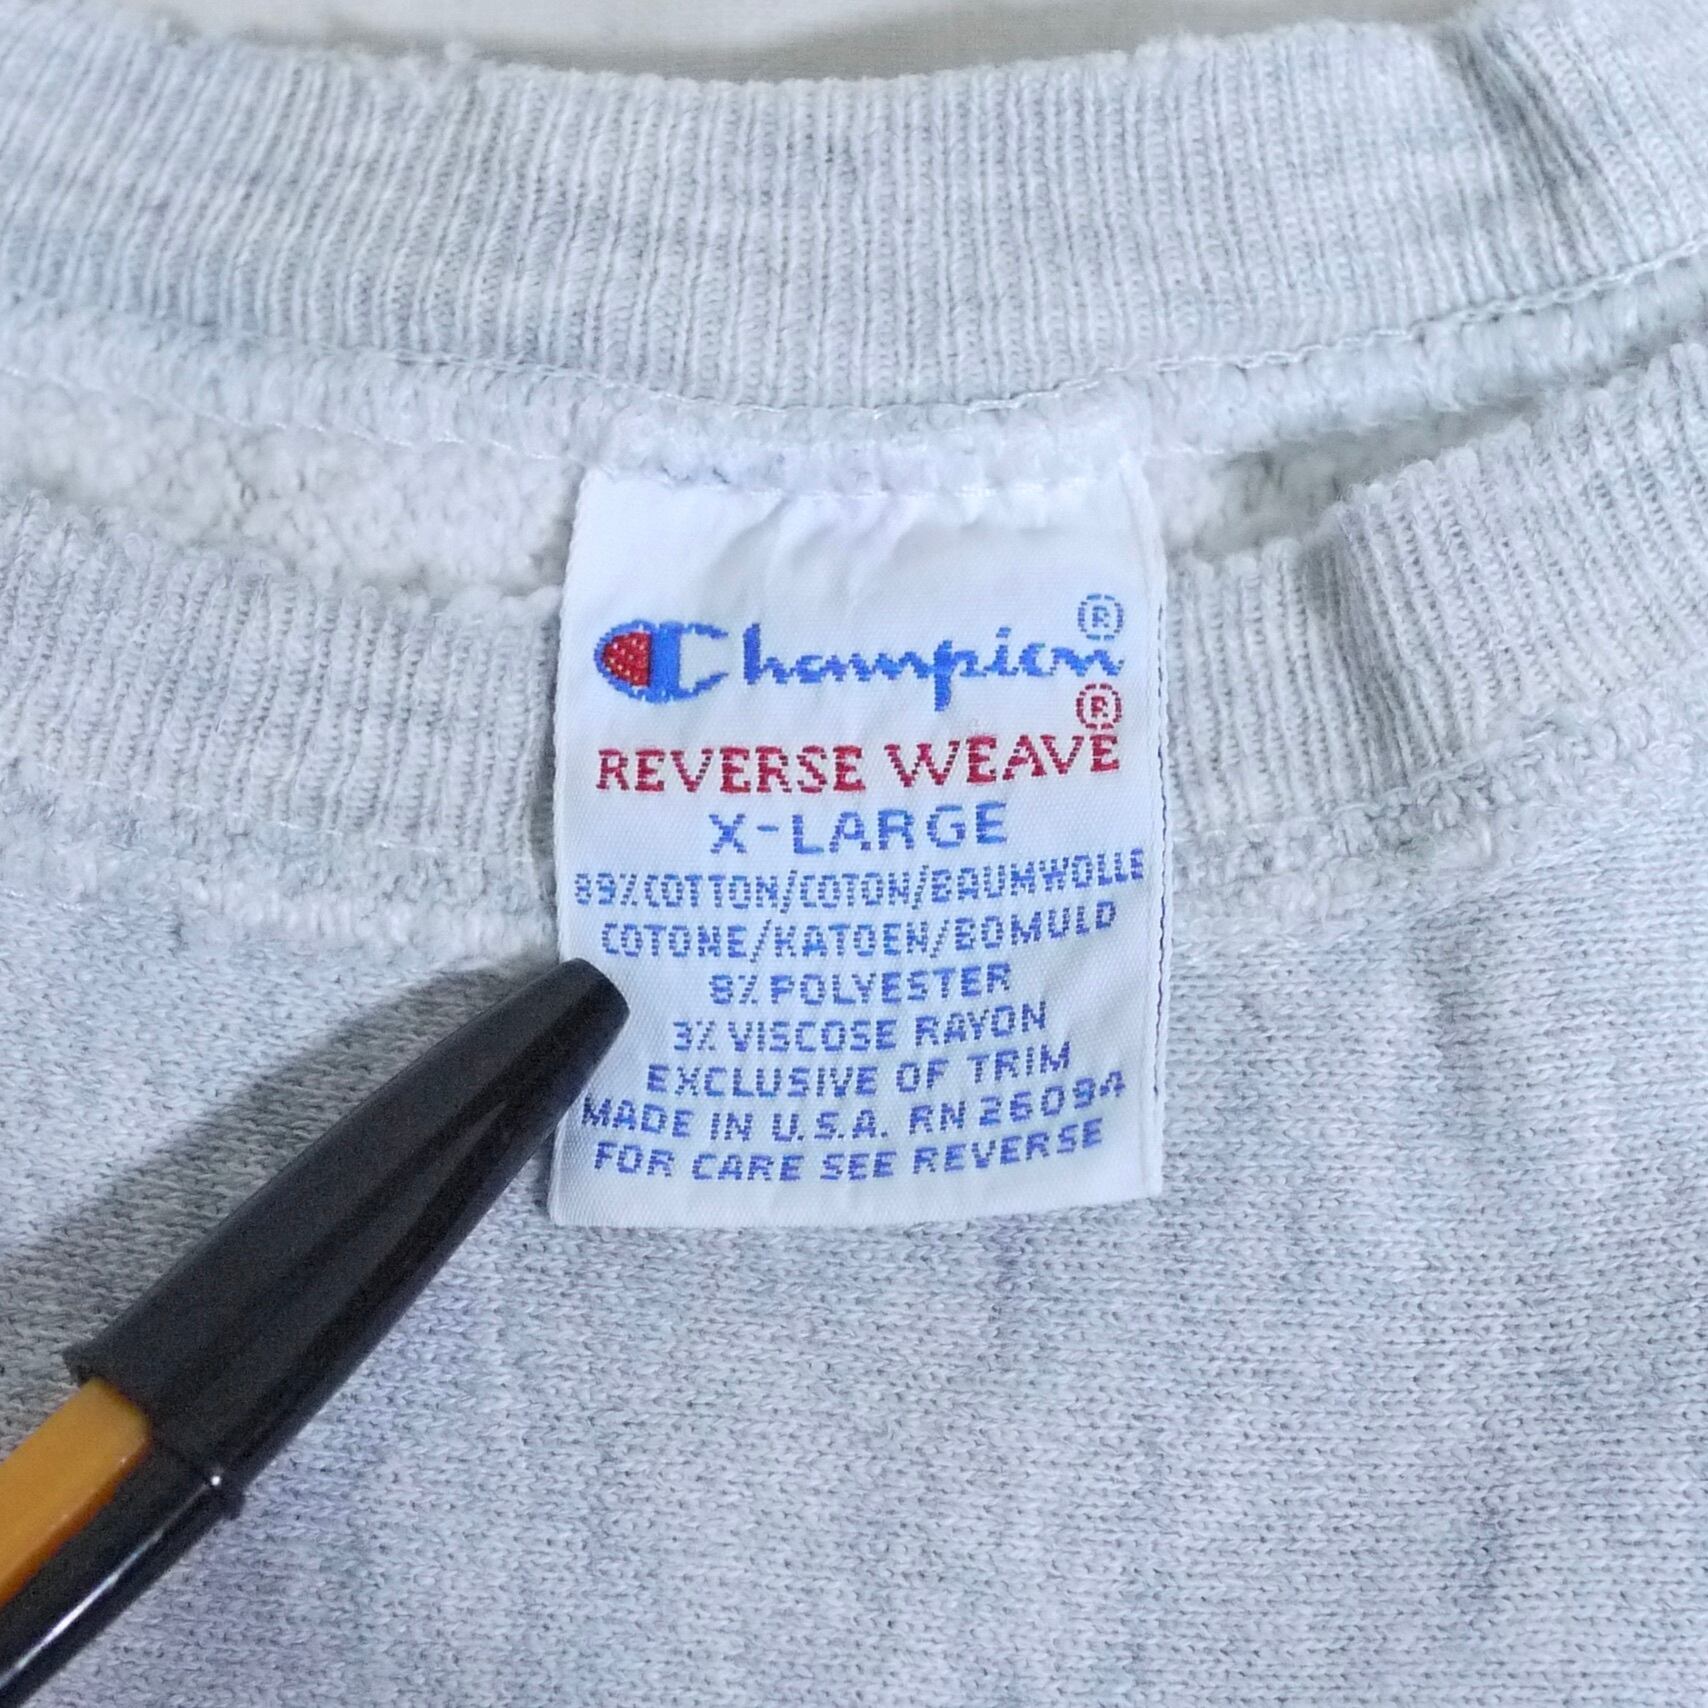 Champion®
REVERSE WEAVE®
X-LARGE
89%COTTON/COTON/BAUMWOLLE
COTONE/KATOEN/BOMULD
8% POLYESTER
3% VISCOSE RAYON
EXCLUSIVE OF TRIM
MADE IN U.S.A. RN 26094
FOR CARE SEE REVERSE